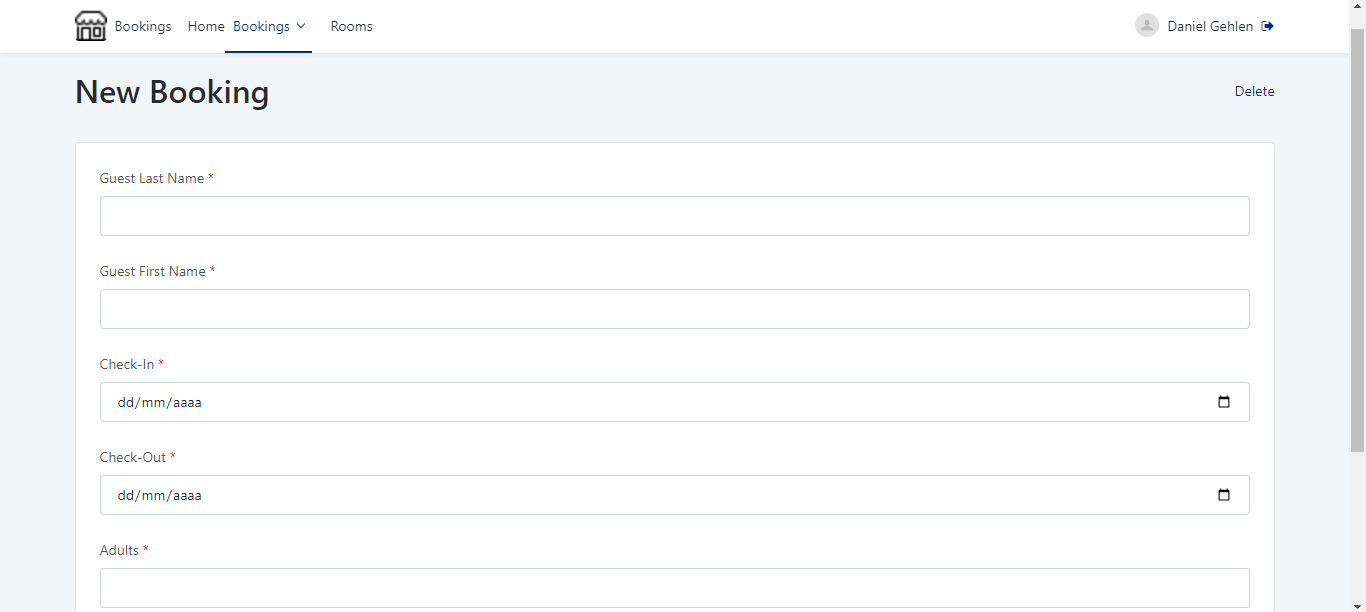 Bookings Home Bookings Rooms Daniel Gehlen
New Booking Delete
Guest Last Name *
Guest First Name *
Check-In *
dd/mm/aaaa
Check-Out *
dd/mm/aaaa
Adults *